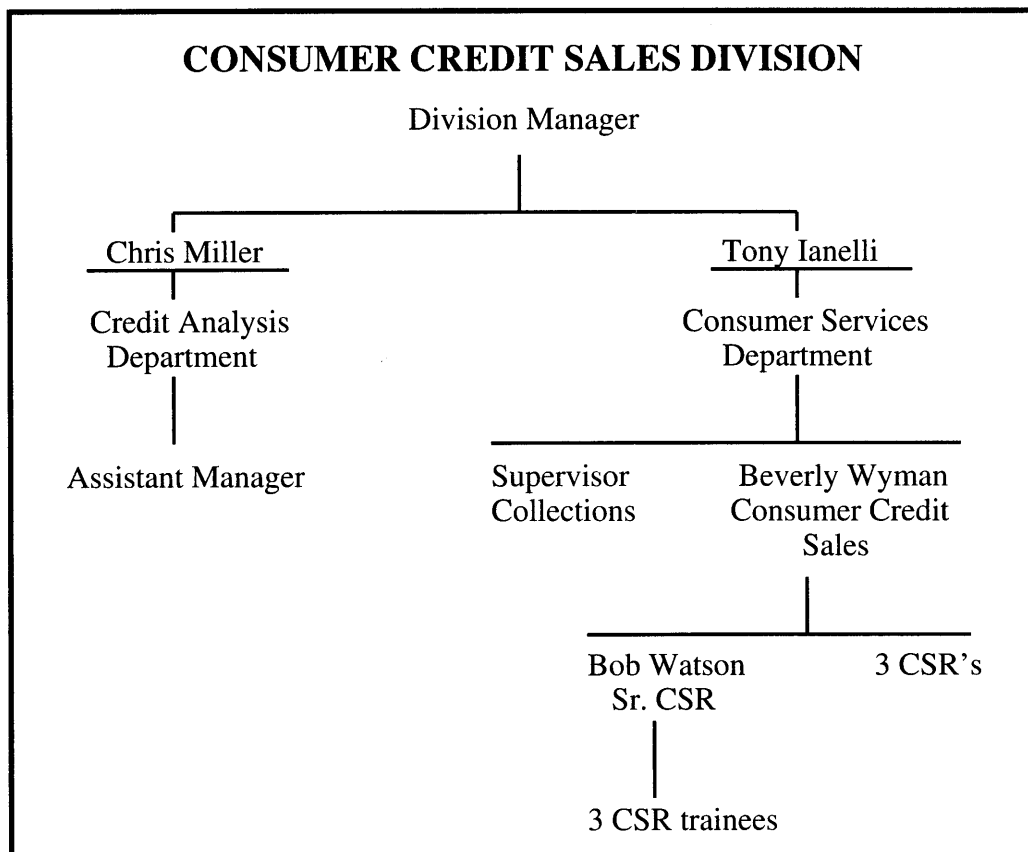 CONSUMER CREDIT SALES DIVISION
Division Manager
Chris Miller
Tony Ianelli
Credit Analysis
Department
Consumer Services
Department
Assistant Manager
Supervisor
Collections
Beverly Wyman
Consumer Credit
Sales
Bob Watson
Sr. CSR
3 CSR's
3 CSR trainees